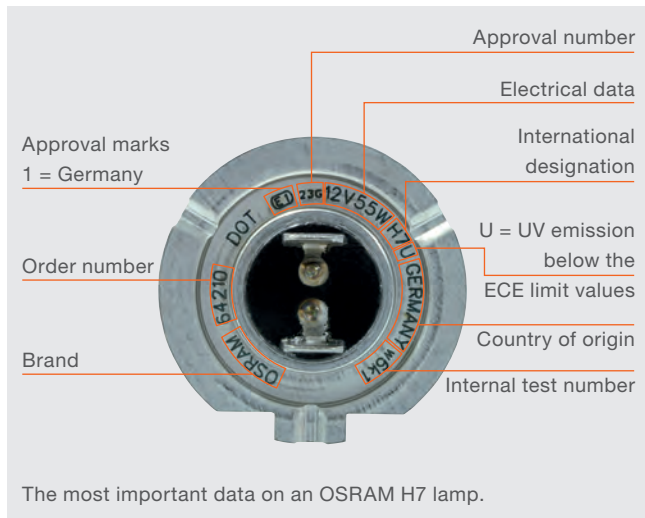 Approval number
Electrical data
International
designation
Approval marks
1 = Germany
U = UV emission
below the
ECE limit values
Order number
Country of origin
Brand
Internal test number
OSRAM 64210 DOT E1 23G 12V55W H7U GERMANY w6k1
The most important data on an OSRAM H7 lamp.